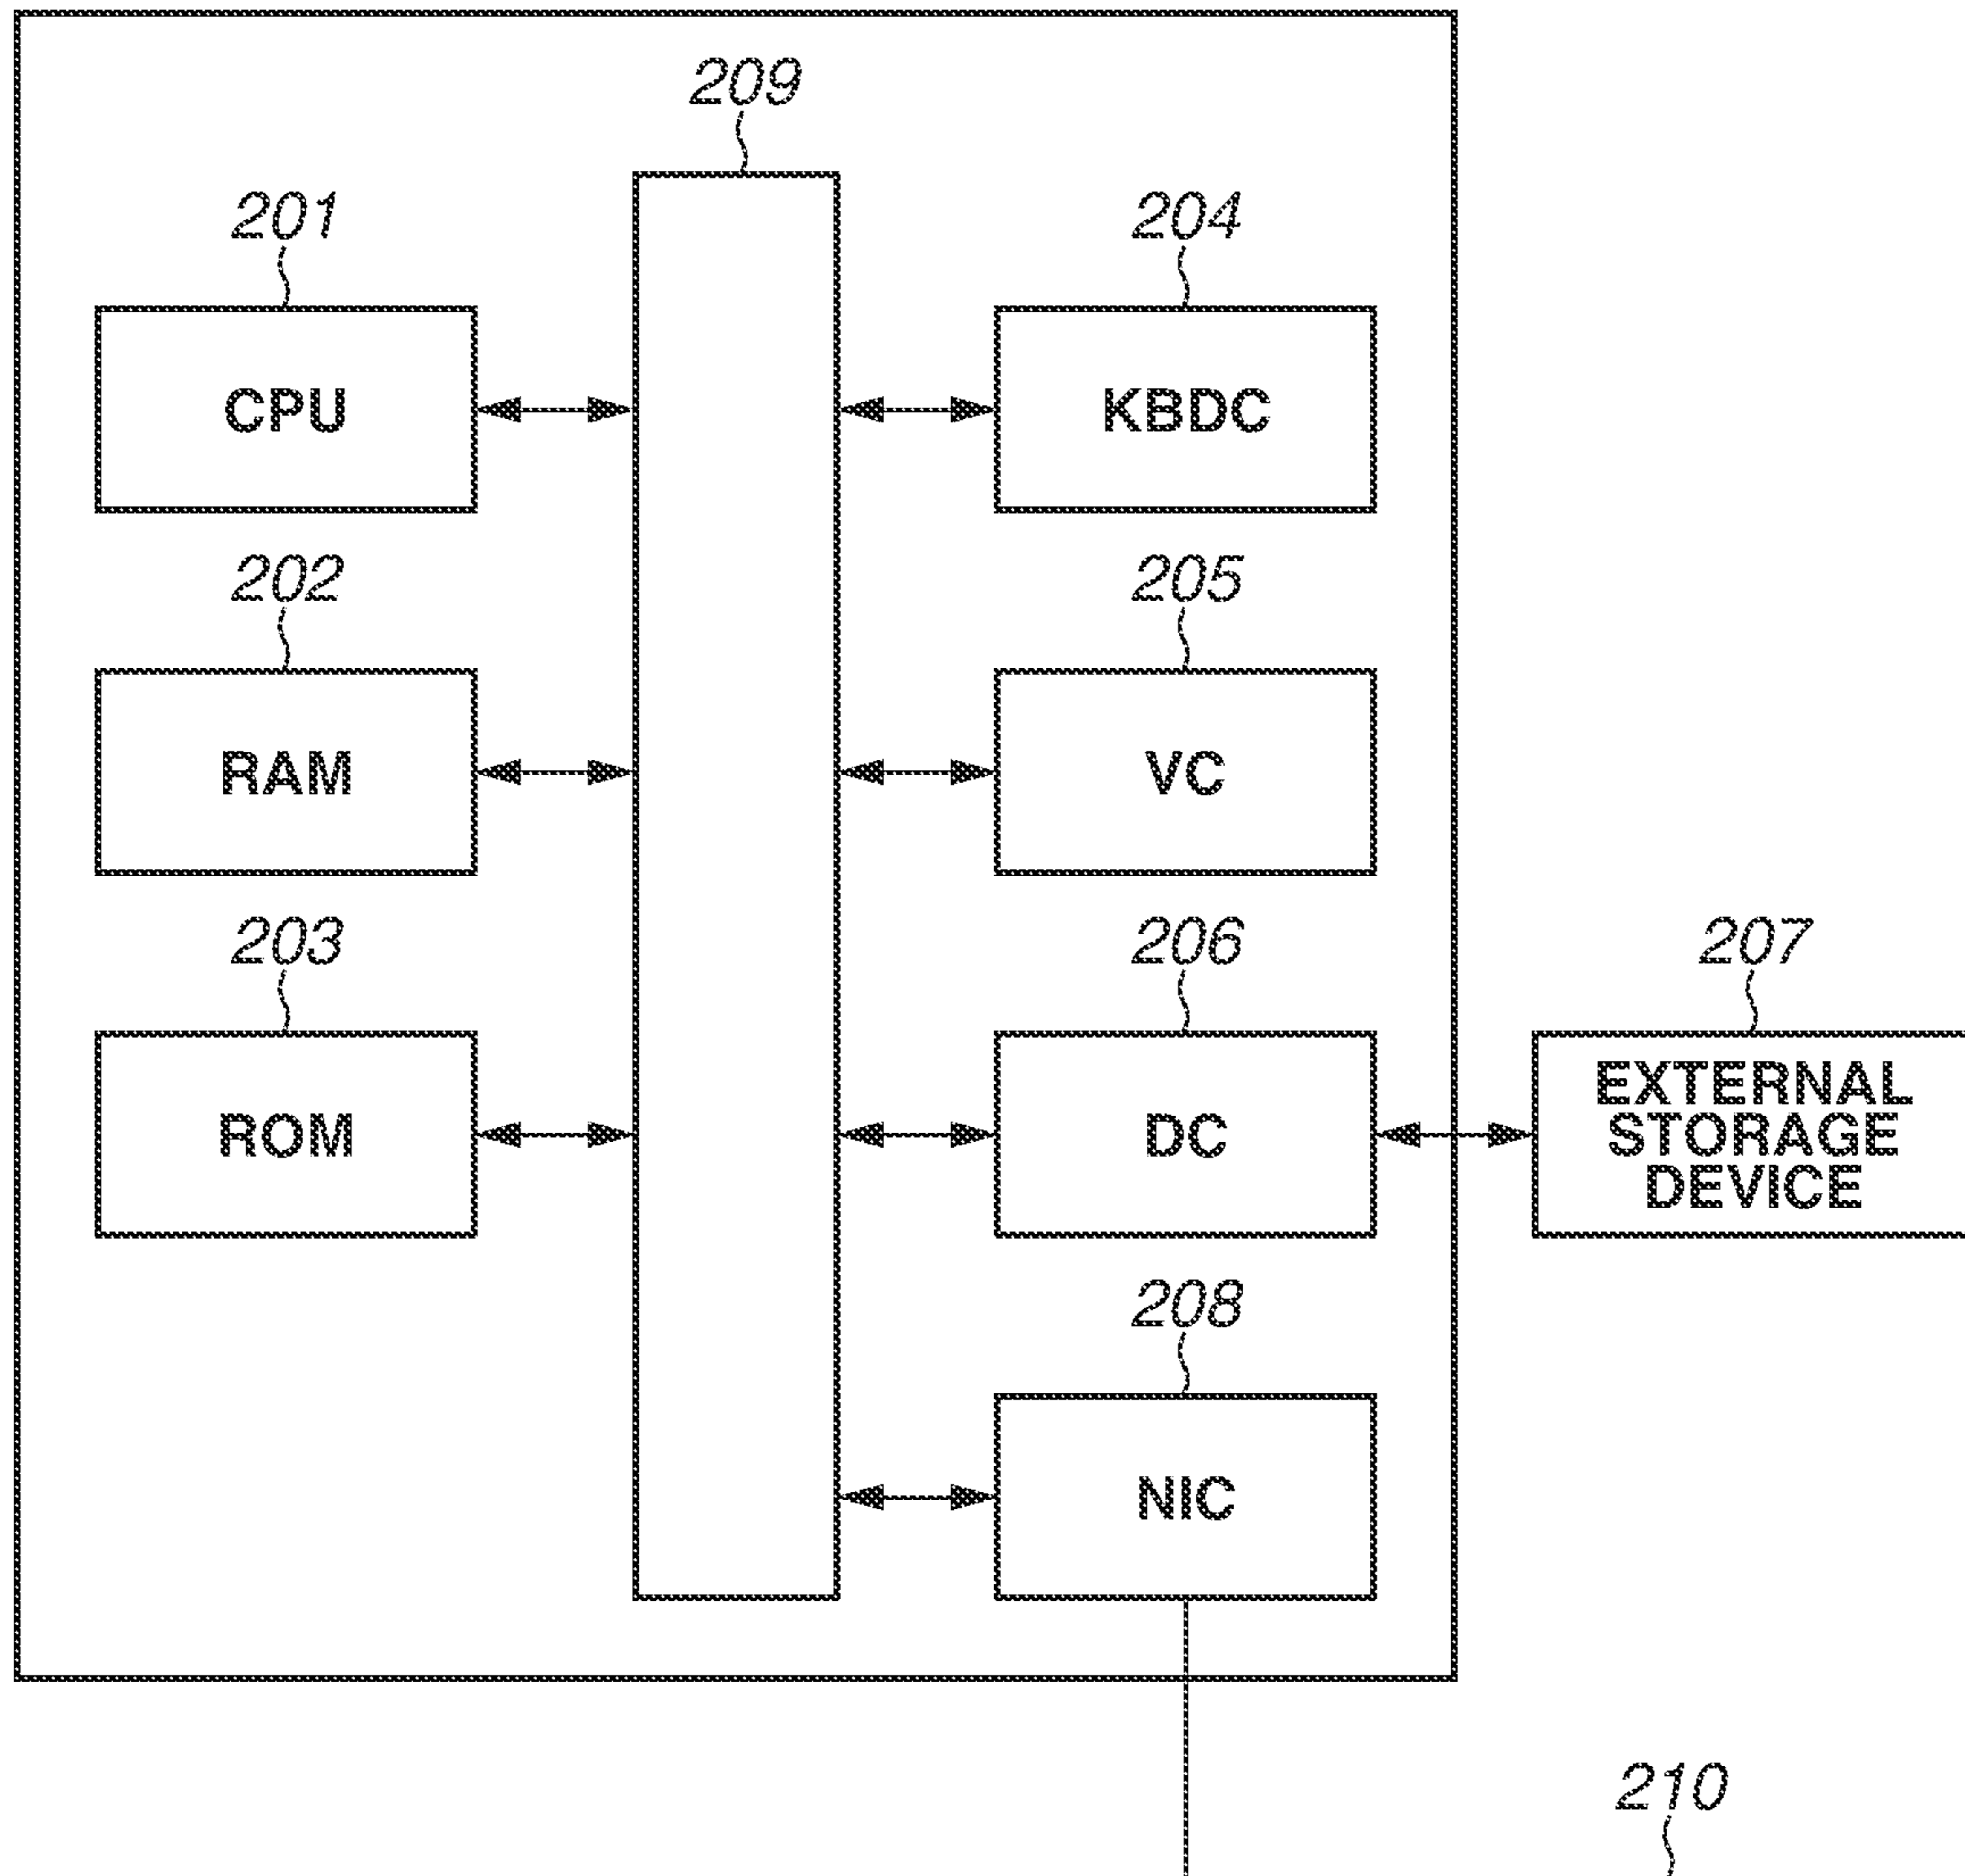 209
201
204
CPU
KBDC
202
205
RAM
VC
203
206
207
ROM
DC
EXTERNAL
STORAGE
DEVICE
208
NIC
210